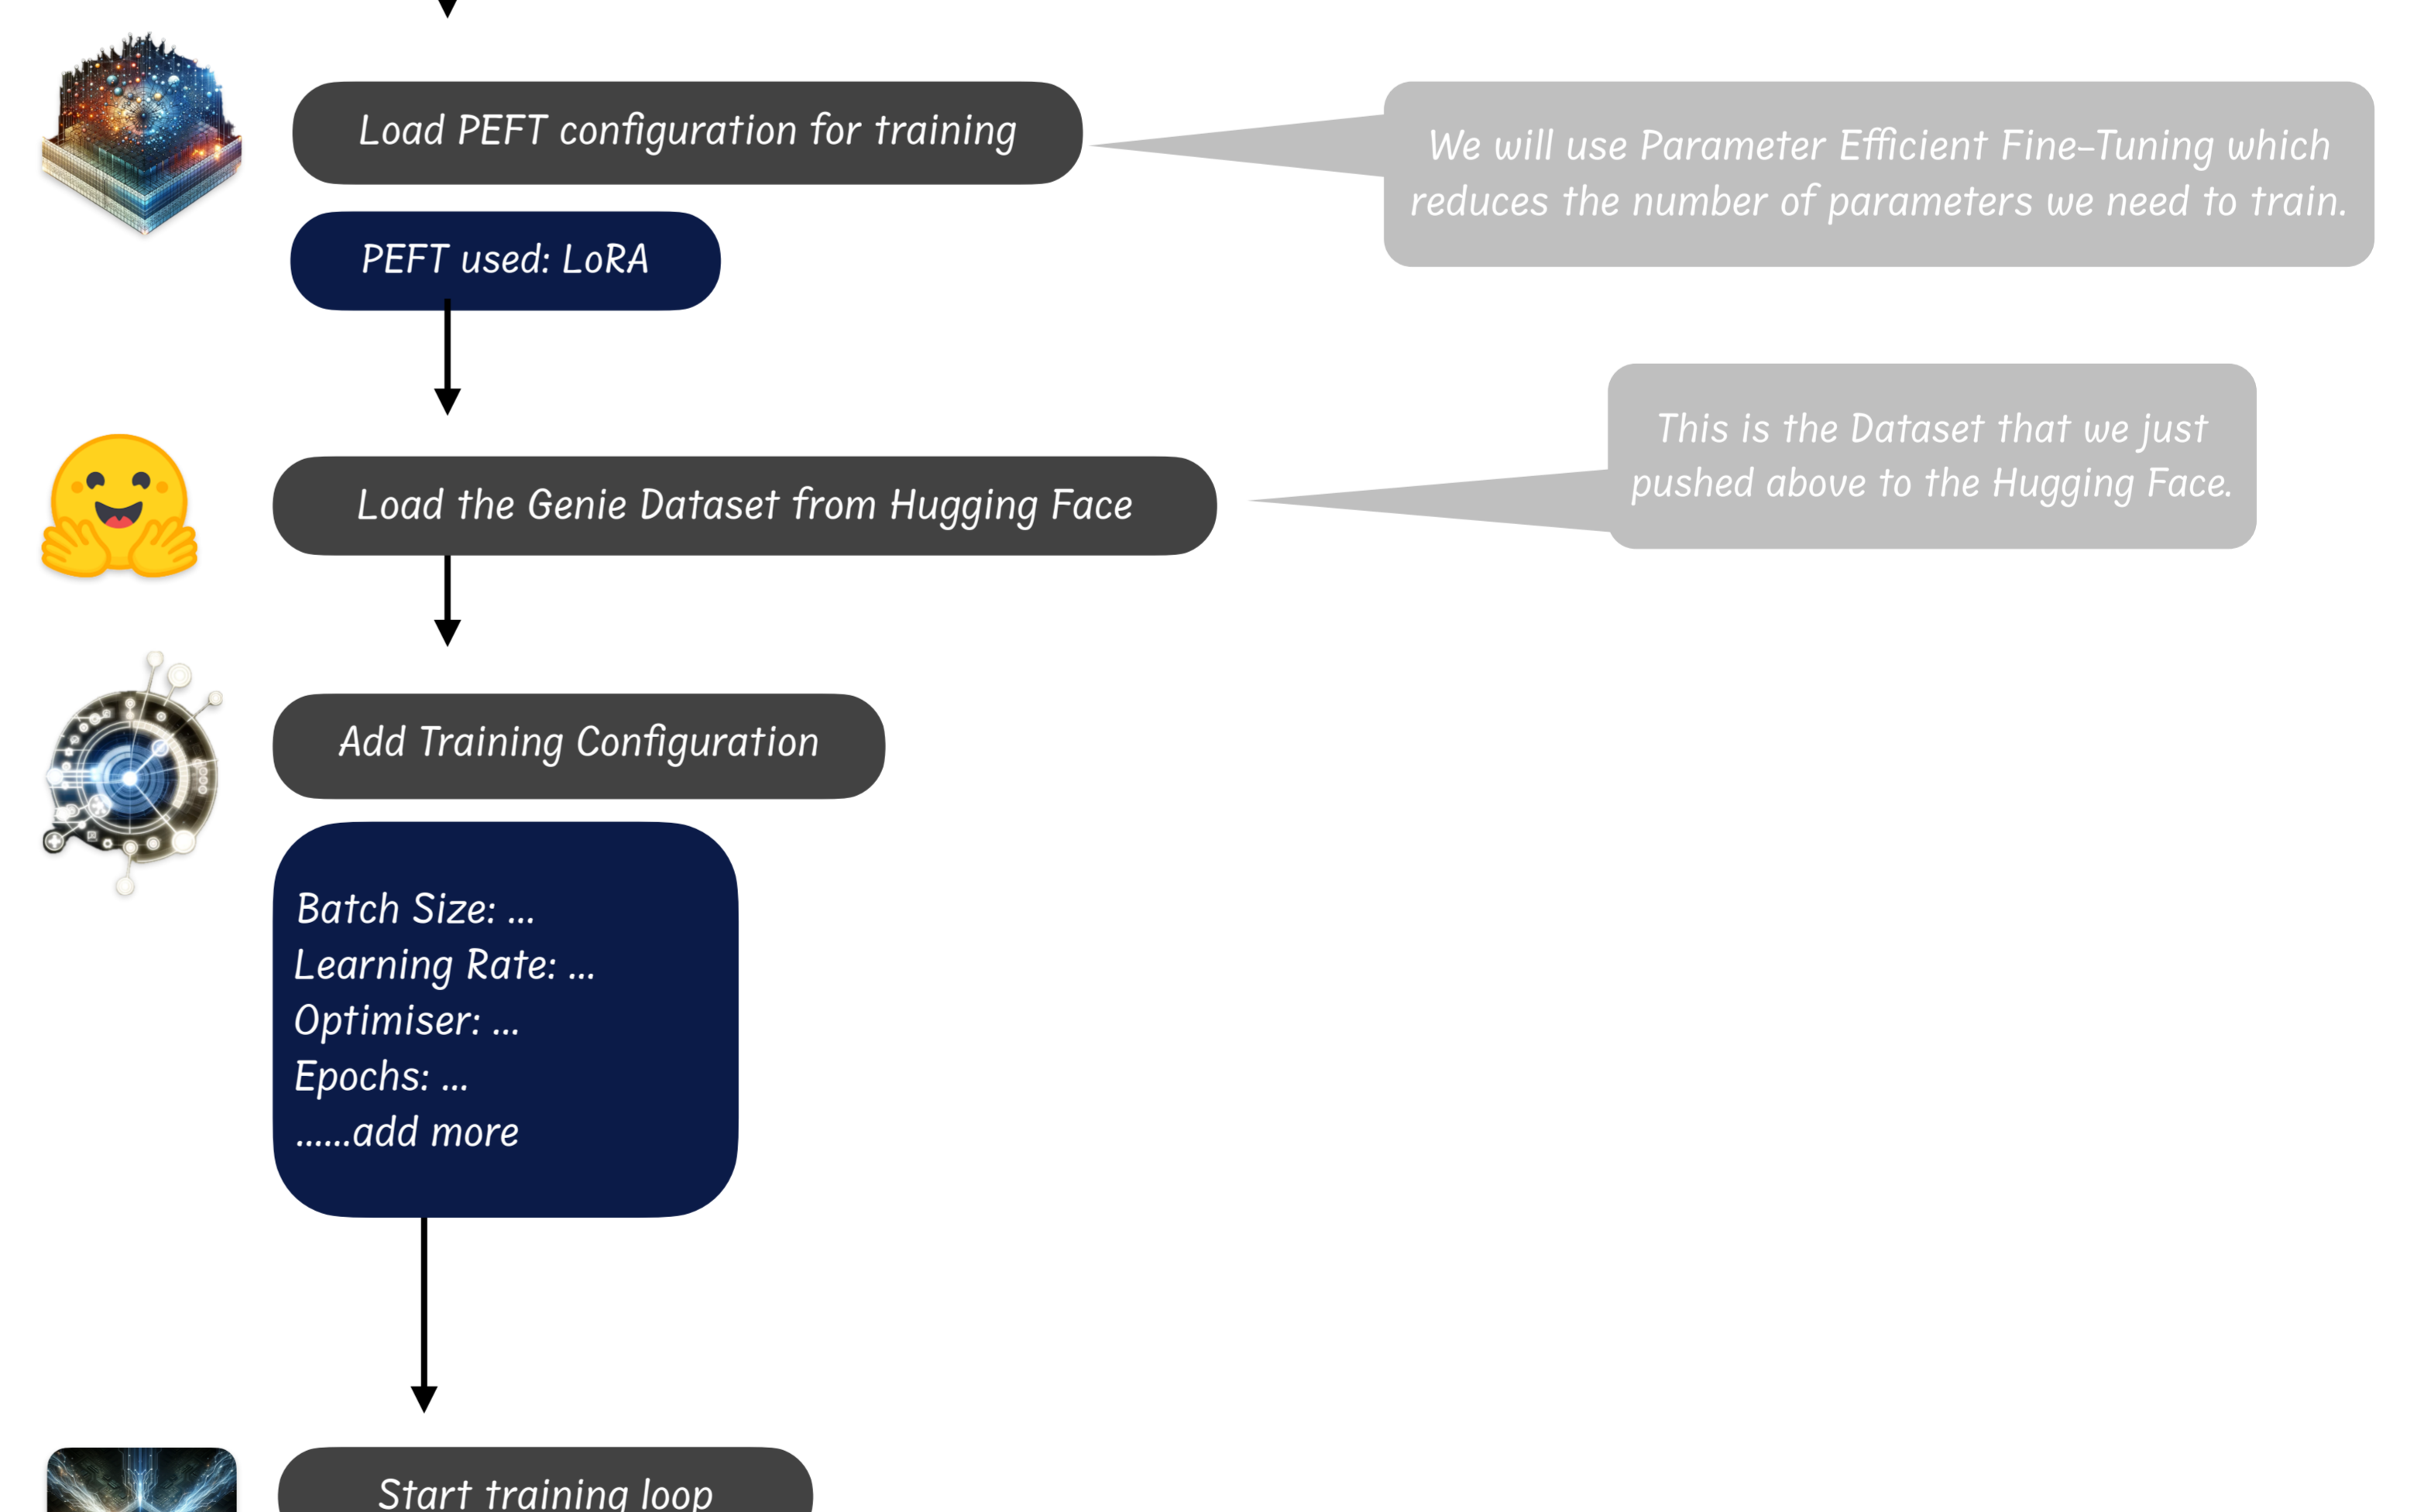 Load PEFT configuration for training
We will use Parameter Efficient Fine-Tuning which
reduces the number of parameters we need to train.
PEFT used: LoRA
This is the Dataset that we just
pushed above to the Hugging Face.
Load the Genie Dataset from Hugging Face
Add Training Configuration
Batch Size: ...
Learning Rate: ...
Optimiser: ...
Epochs: ...
......add more
Start training loop